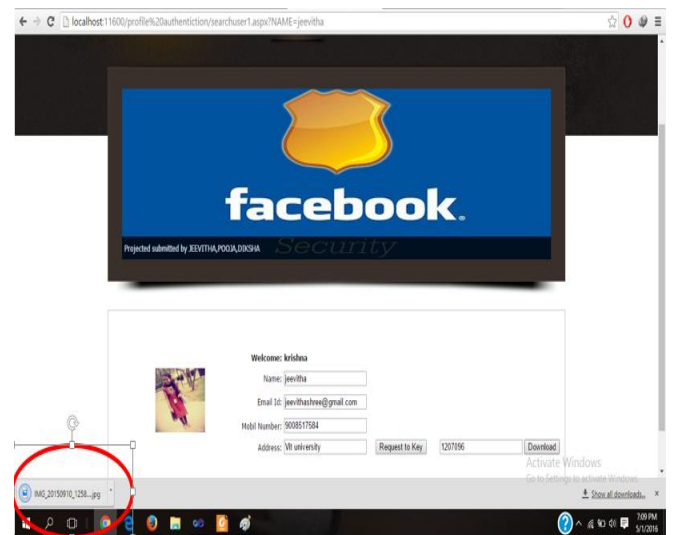 localhost:11600/profile%20authentiction/searchuser1.aspx?NAME=jeevitha
facebook.
Security
Projected submitted by JEEVITHA,POOJA,DIKSHA
Welcome: krishna
Name: jeevitha
Email Id: jeevithashree@gmail.com
Mobil Number: 9008517584
Address: Vit university Request to Key 1207096 Download
Activate Windows
Go to Settings to activate Windows.
IMG_20150910_1258....jpg
Show all downloads...
7:09 PM
5/1/2016